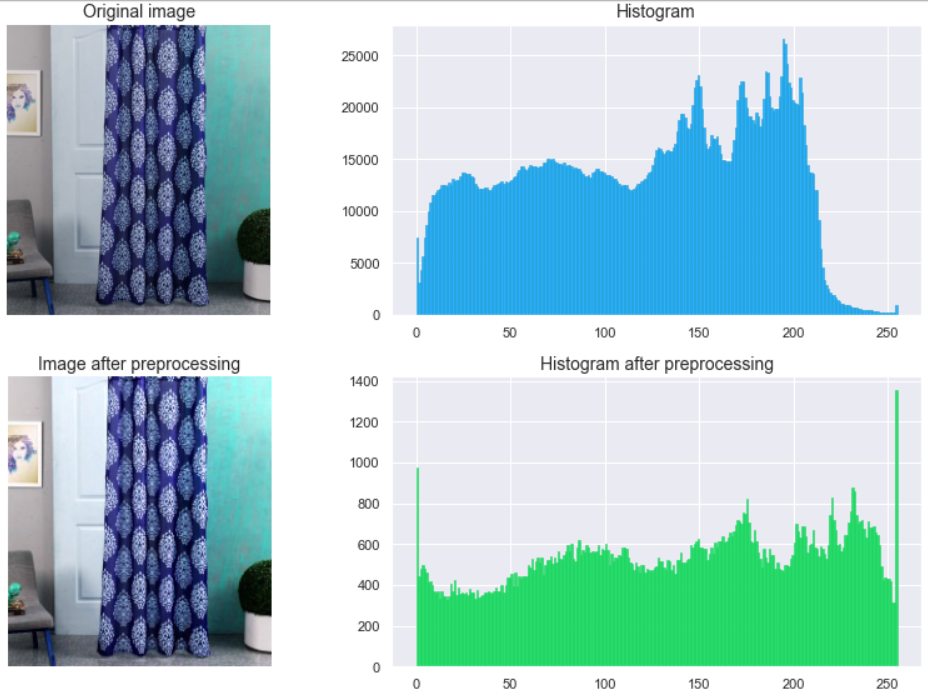 Original image
Histogram
25000
20000
15000
10000
5000
0
0 50 100 150 200 250
Image after preprocessing
Histogram after preprocessing
1400
1200
1000
800
600
400
200
0
0 50 100 150 200 250